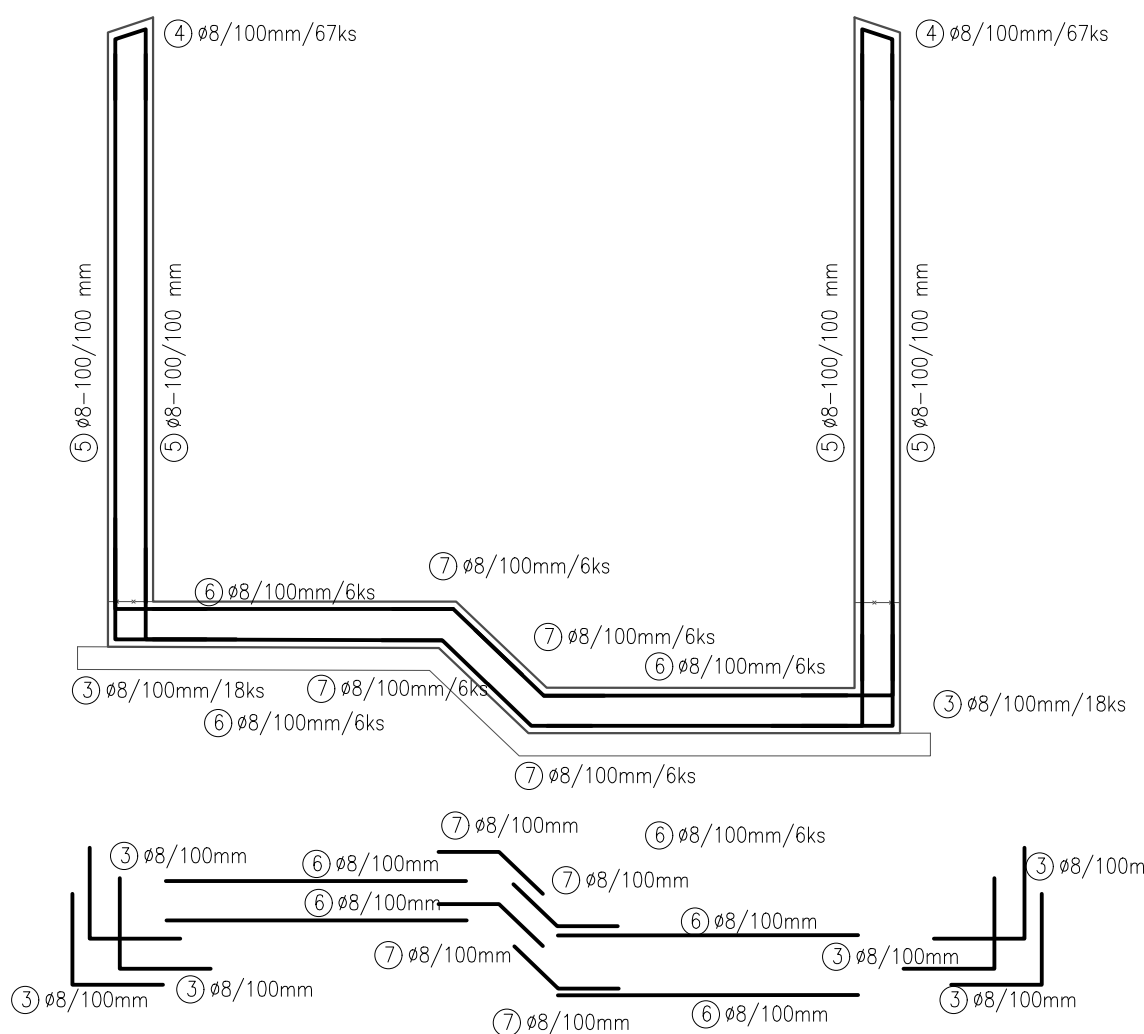 ④ ø8/100mm/67ks
④ ø8/100mm/67ks
⑤ ø8-100/100 mm
⑤ ø8-100/100 mm
⑤ ø8-100/100 mm
⑤ ø8-100/100 mm
⑦ ø8/100mm/6ks
⑥ ø8/100mm/6ks
⑦ ø8/100mm/6ks
⑥ ø8/100mm/6ks
③ ø8/100mm/18ks
⑦ ø8/100mm/6ks
③ ø8/100mm/18ks
⑥ ø8/100mm/6ks
⑦ ø8/100mm/6ks
⑦ ø8/100mm
⑥ ø8/100mm/6ks
③ ø8/100mm
⑥ ø8/100mm
③ ø8/100m
⑦ ø8/100mm
⑥ ø8/100mm
⑥ ø8/100mm
⑦ ø8/100mm
③ ø8/100mm
③ ø8/100mm
③ ø8/100mm
③ ø8/100mm
⑥ ø8/100mm
⑦ ø8/100mm